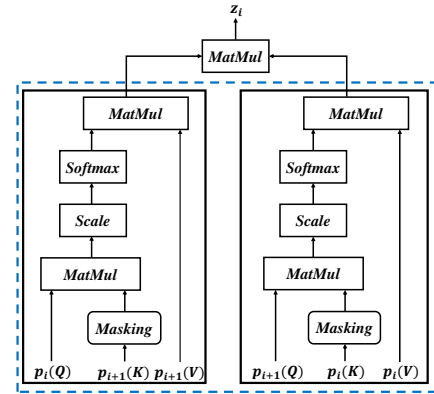 z_i
MatMul
MatMul MatMul
Softmax Softmax
Scale Scale
MatMul MatMul
Masking Masking
p_i(Q) p_{i+1}(K) p_{i+1}(V) p_{i+1}(Q) p_i(K) p_i(V)